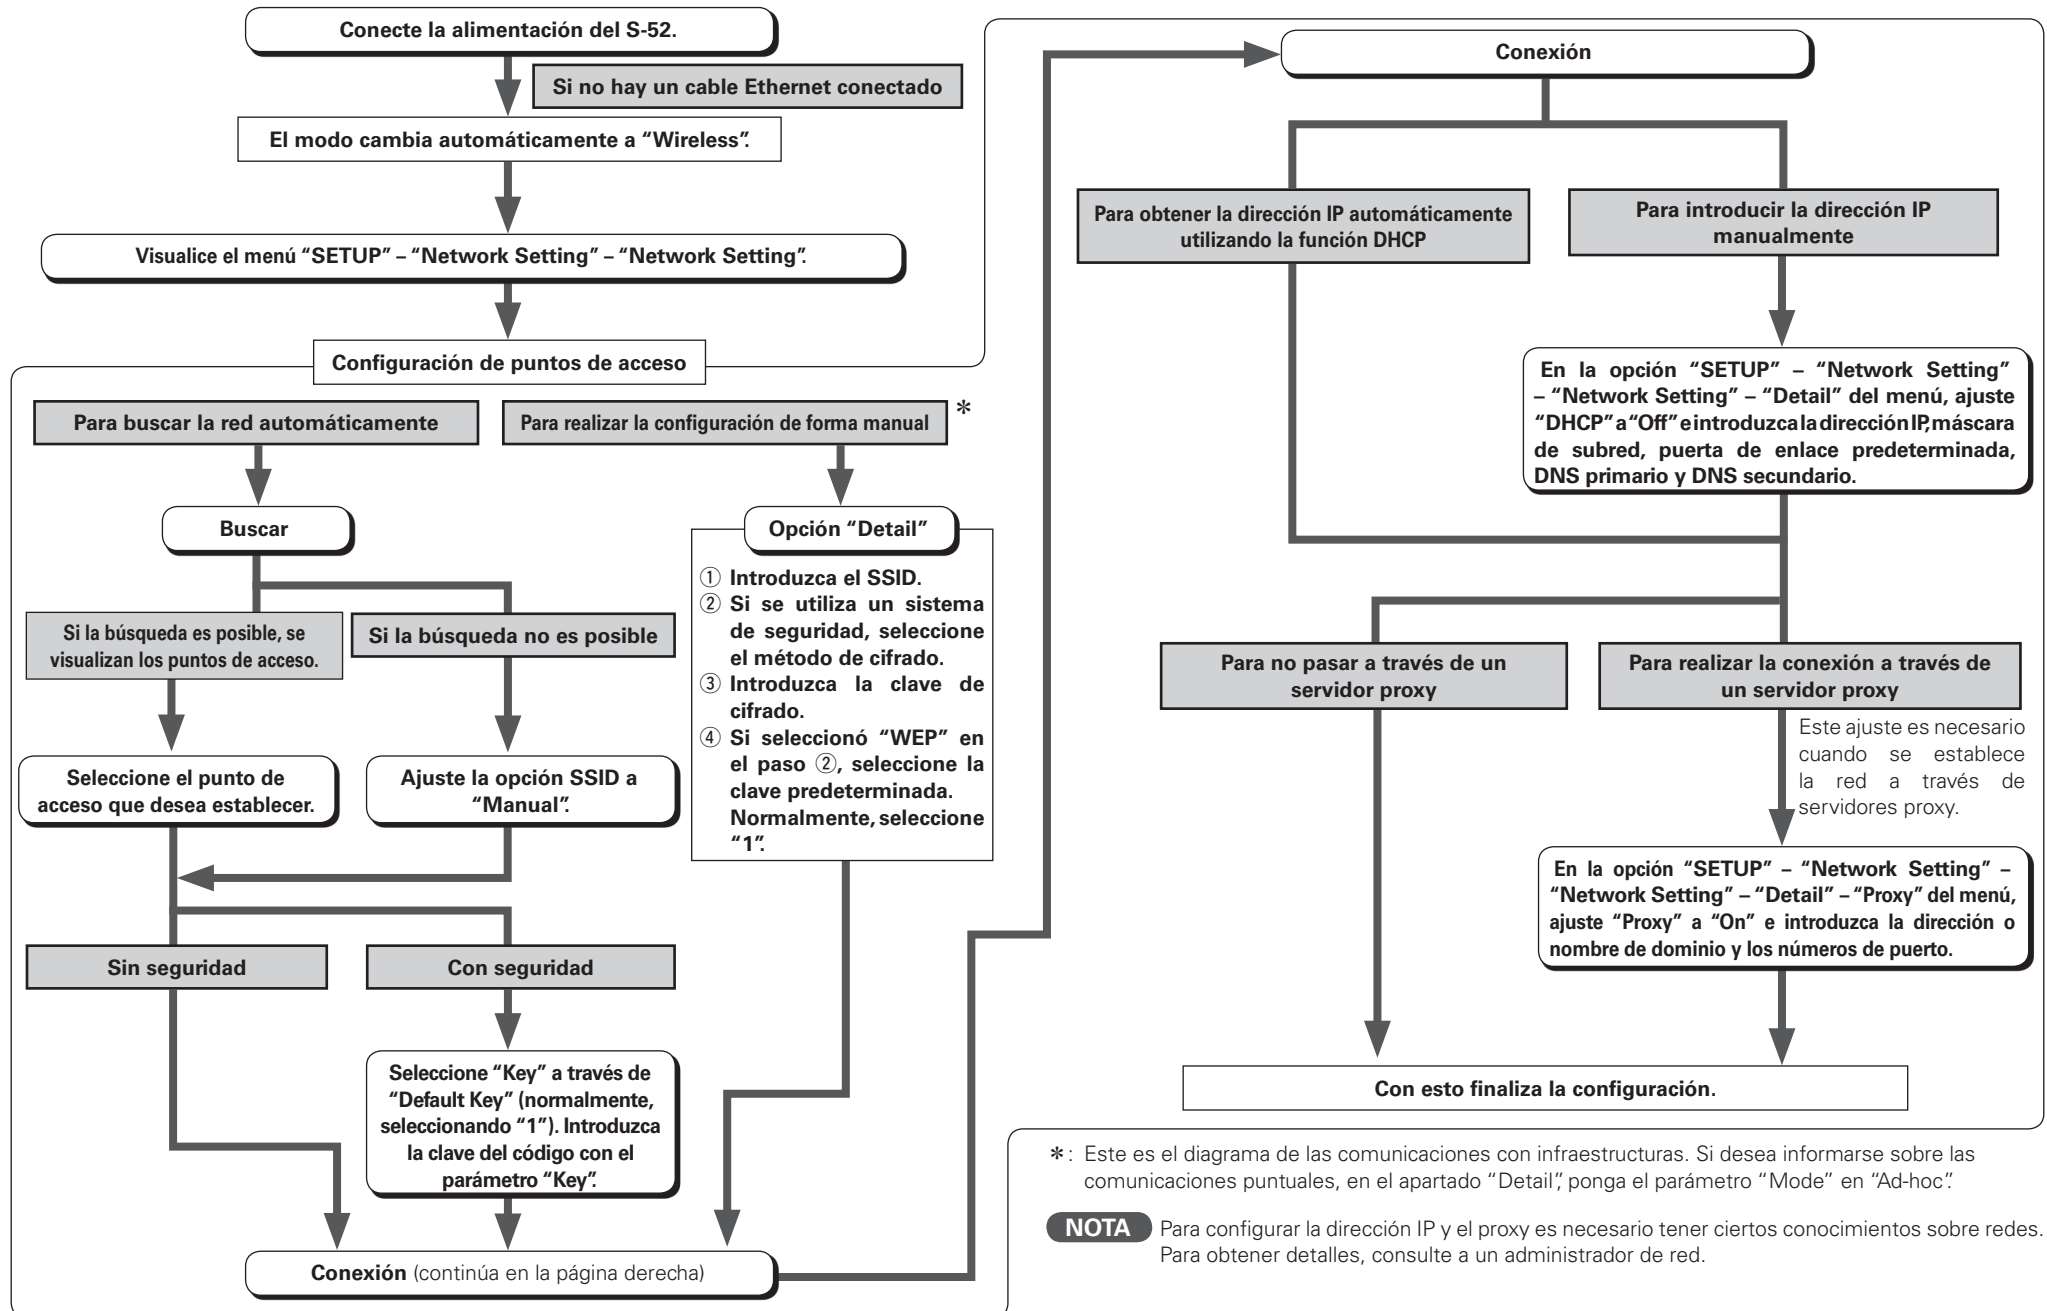 Conecte la alimentación del S-52.
Si no hay un cable Ethernet conectado
El modo cambia automáticamente a “Wireless”.
Visualice el menú “SETUP” – “Network Setting” – “Network Setting”.
Configuración de puntos de acceso
Para buscar la red automáticamente
Para realizar la configuración de forma manual
*
Buscar
Si la búsqueda es posible, se
visualizan los puntos de acceso.
Si la búsqueda no es posible
Seleccione el punto de
acceso que desea establecer.
Ajuste la opción SSID a
“Manual”.
Opción “Detail”
① Introduzca el SSID.
② Si se utiliza un sistema
de seguridad, seleccione
el método de cifrado.
③ Introduzca la clave de
cifrado.
④ Si seleccionó “WEP” en
el paso ②, seleccione la
clave predeterminada.
Normalmente, seleccione
“1”.
Sin seguridad
Con seguridad
Seleccione “Key” a través de
“Default Key” (normalmente,
seleccionando “1”). Introduzca
la clave del código con el
parámetro “Key”.
Conexión (continúa en la página derecha)
Conexión
Para obtener la dirección IP automáticamente
utilizando la función DHCP
Para introducir la dirección IP
manualmente
En la opción “SETUP” – “Network Setting”
– “Network Setting” – “Detail” del menú, ajuste
“DHCP” a “Off” e introduzca la dirección IP, máscara
de subred, puerta de enlace predeterminada,
DNS primario y DNS secundario.
Para no pasar a través de un
servidor proxy
Para realizar la conexión a través de
un servidor proxy
Este ajuste es necesario
cuando se establece
la red a través de
servidores proxy.
En la opción “SETUP” – “Network Setting” –
“Network Setting” – “Detail” – “Proxy” del menú,
ajuste “Proxy” a “On” e introduzca la dirección o
nombre de dominio y los números de puerto.
Con esto finaliza la configuración.
*: Este es el diagrama de las comunicaciones con infraestructuras. Si desea informarse sobre las
comunicaciones puntuales, en el apartado “Detail”, ponga el parámetro “Mode” en “Ad-hoc”.
NOTA Para configurar la dirección IP y el proxy es necesario tener ciertos conocimientos sobre redes.
Para obtener detalles, consulte a un administrador de red.